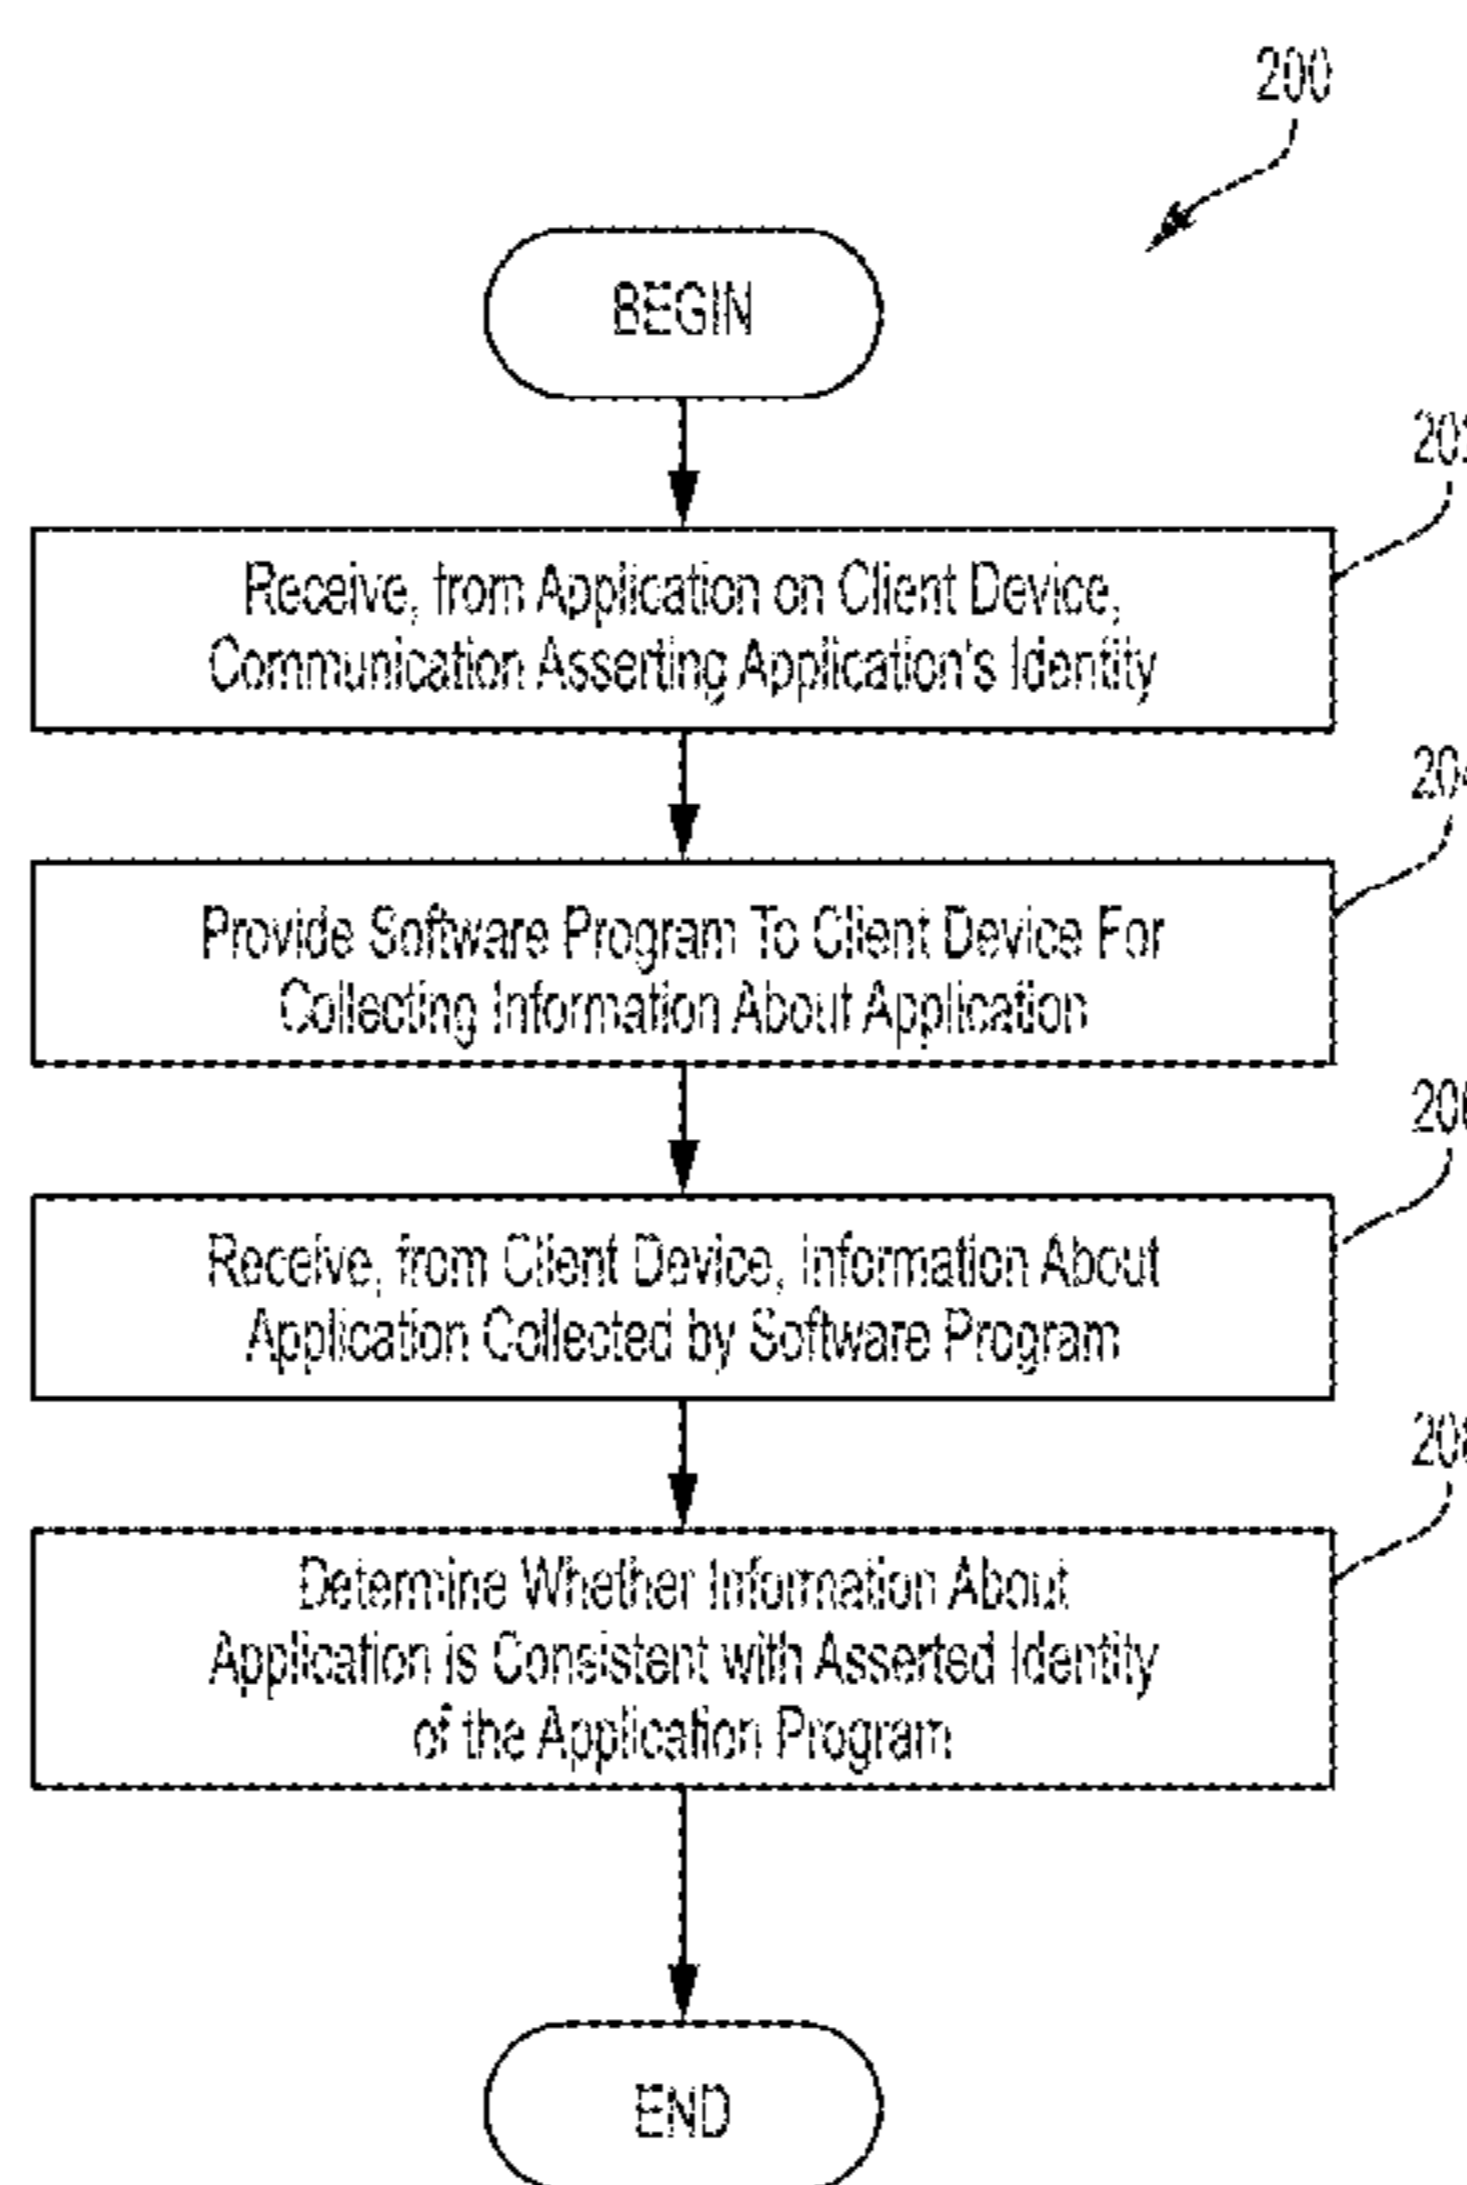 200
BEGIN
Receive, from Application on Client Device,
Communication Asserting Application's Identity
Provide Software Program To Client Device For
Collecting Information About Application
Receive, from Client Device, Information About
Application Collected by Software Program
Determine Whether Information About
Application is Consistent with Asserted Identity
of the Application Program
END